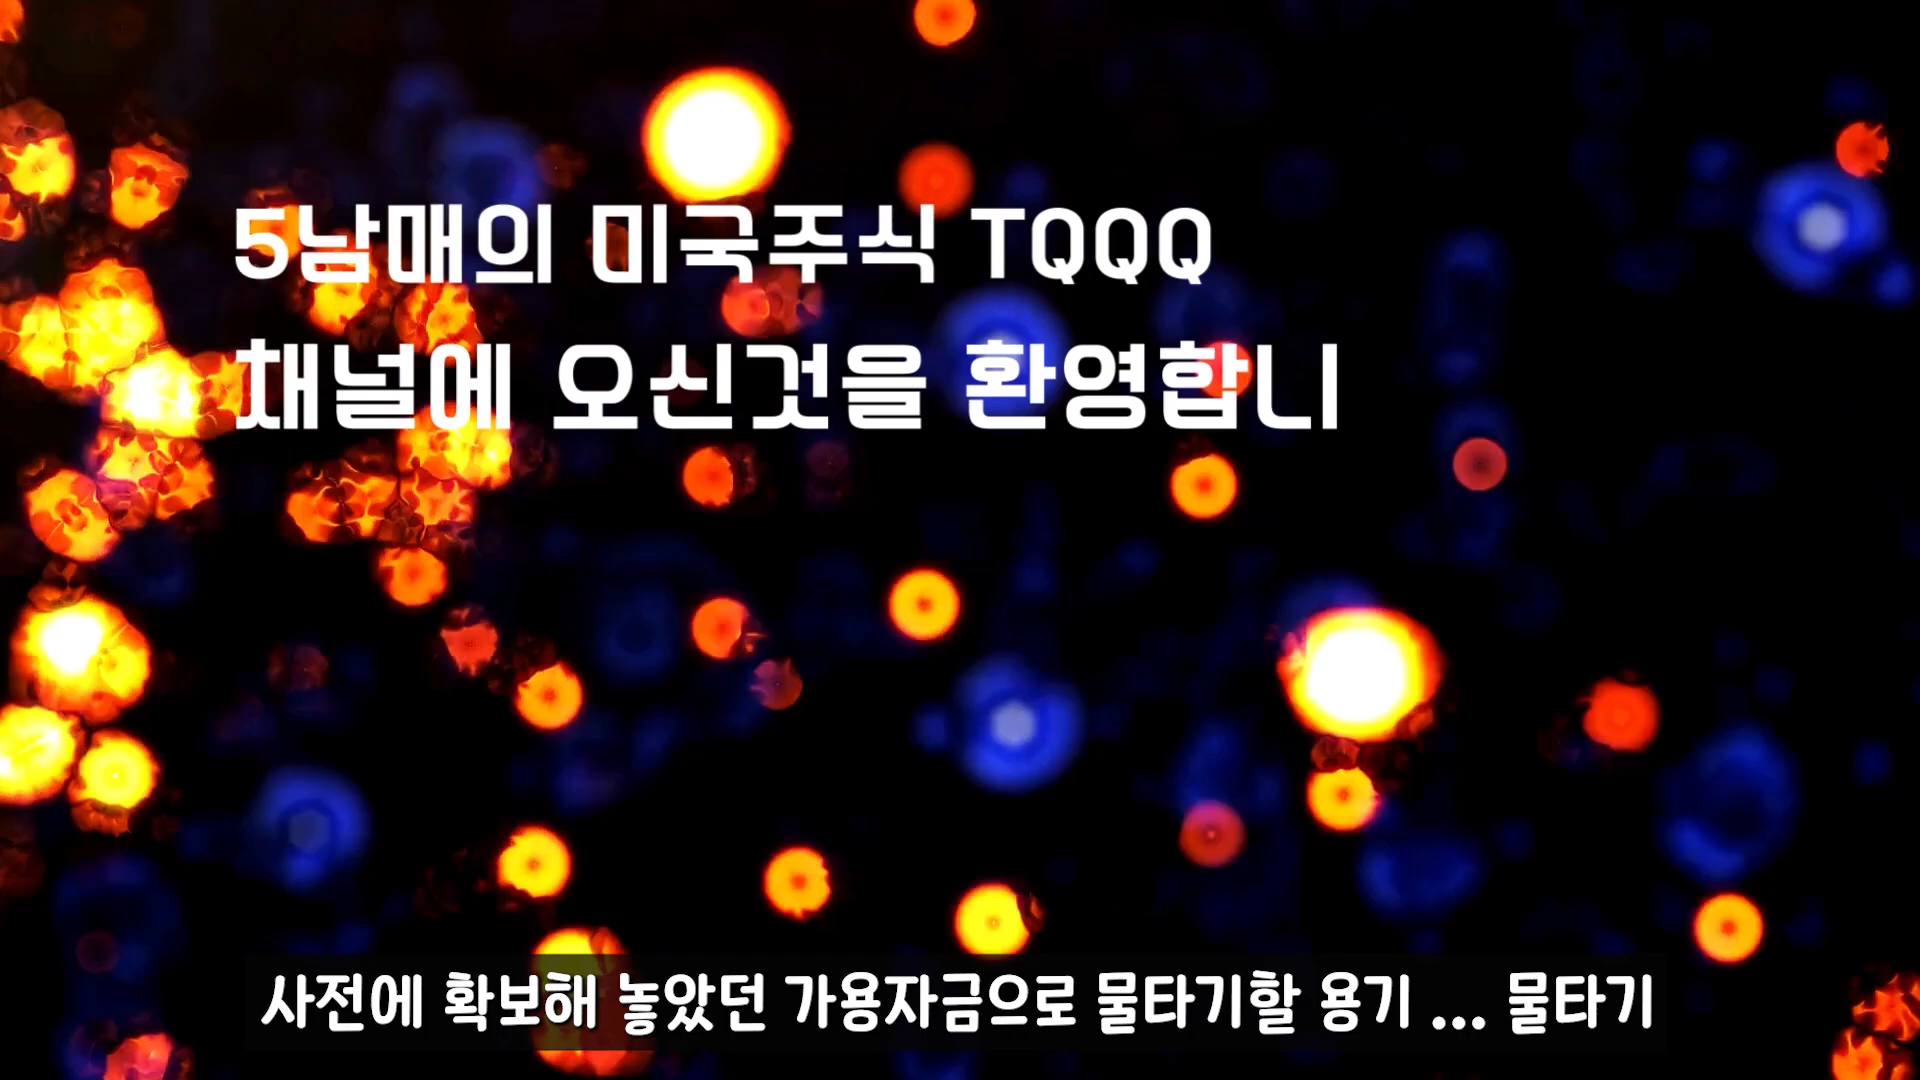 5남매의 미국주식 TQQQ
채널에 오신것을 환영합니
사전에 확보해 놓았던 가용자금으로 물타기할 용기 ... 물타기